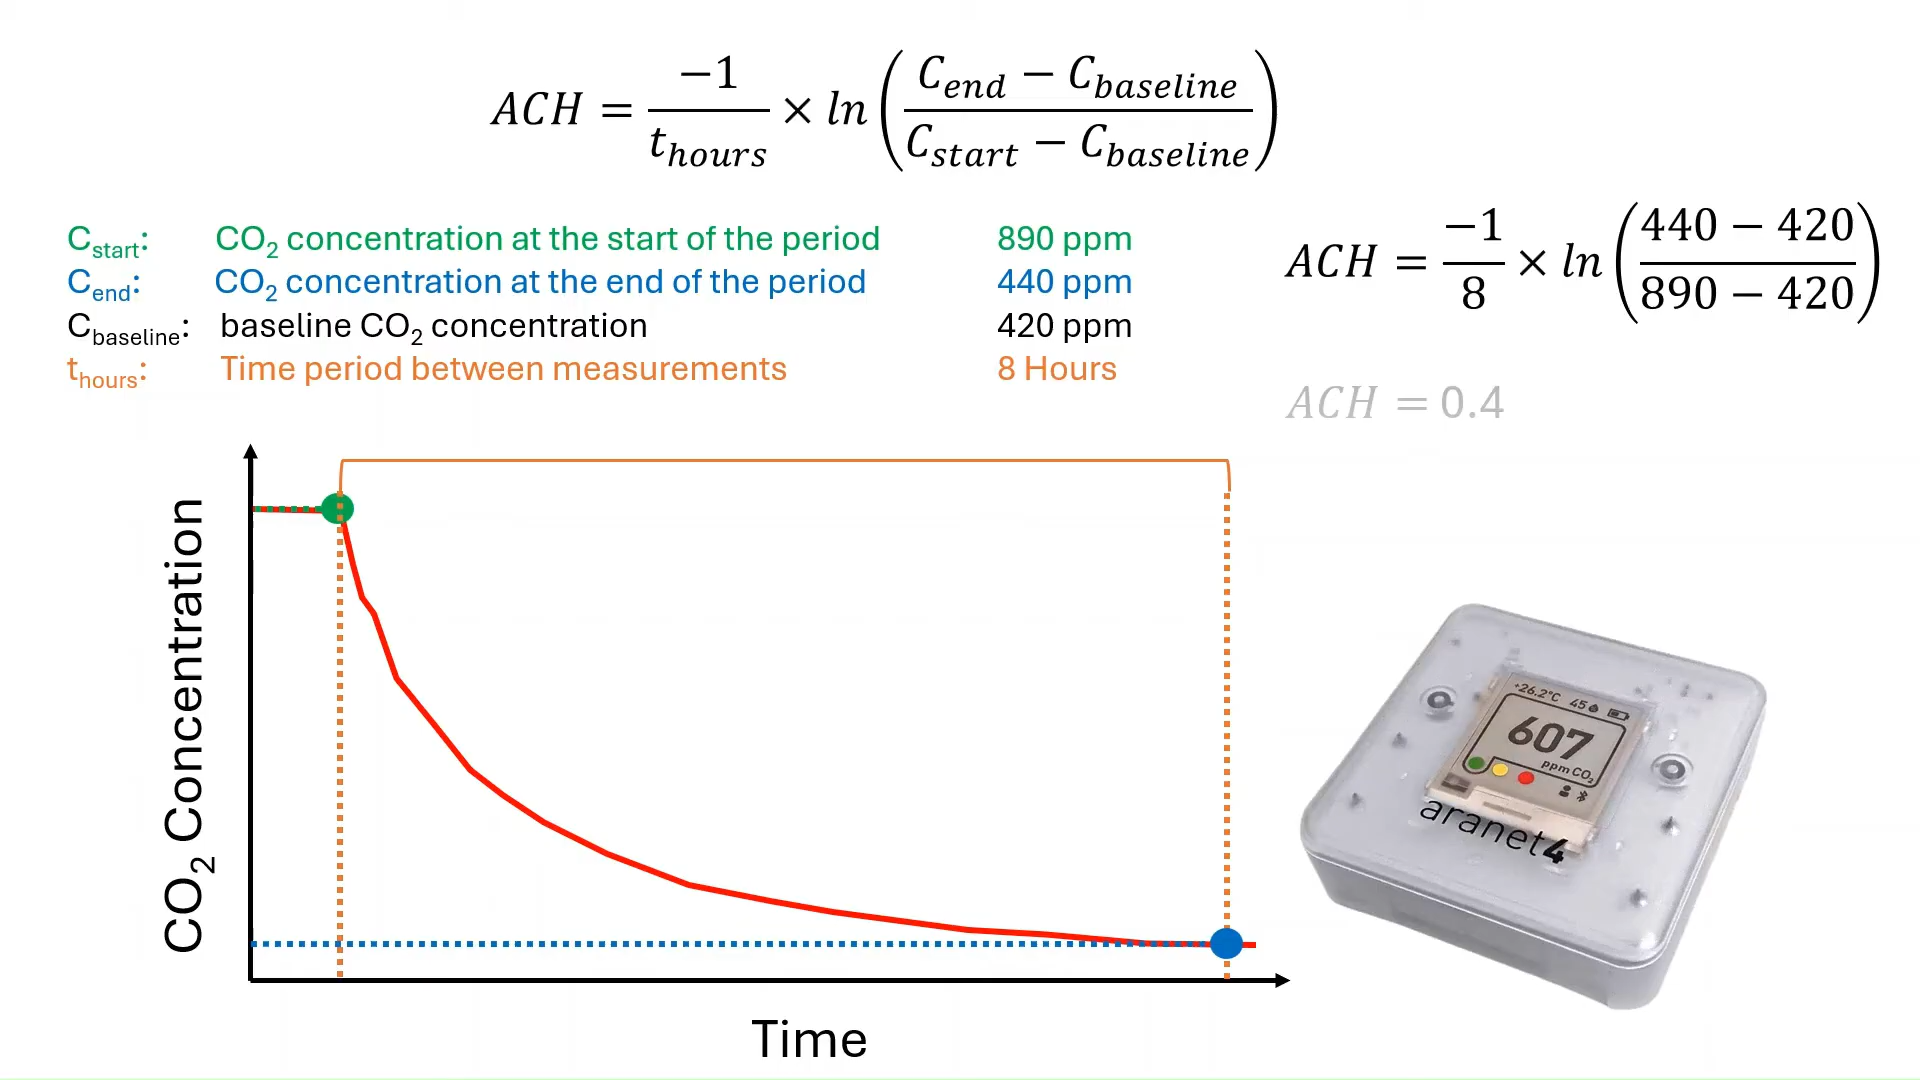 ACH = −1 / t_hours × ln ( C_end − C_baseline / C_start − C_baseline )
C_start: CO₂ concentration at the start of the period 890 ppm
C_end: CO₂ concentration at the end of the period 440 ppm
C_baseline: baseline CO₂ concentration 420 ppm
t_hours: Time period between measurements 8 Hours
ACH = −1 / 8 × ln ( 440 − 420 / 890 − 420 )
ACH = 0.4
CO₂ Concentration
Time
+26.2°C 45
607
ppm CO₂
aranet4